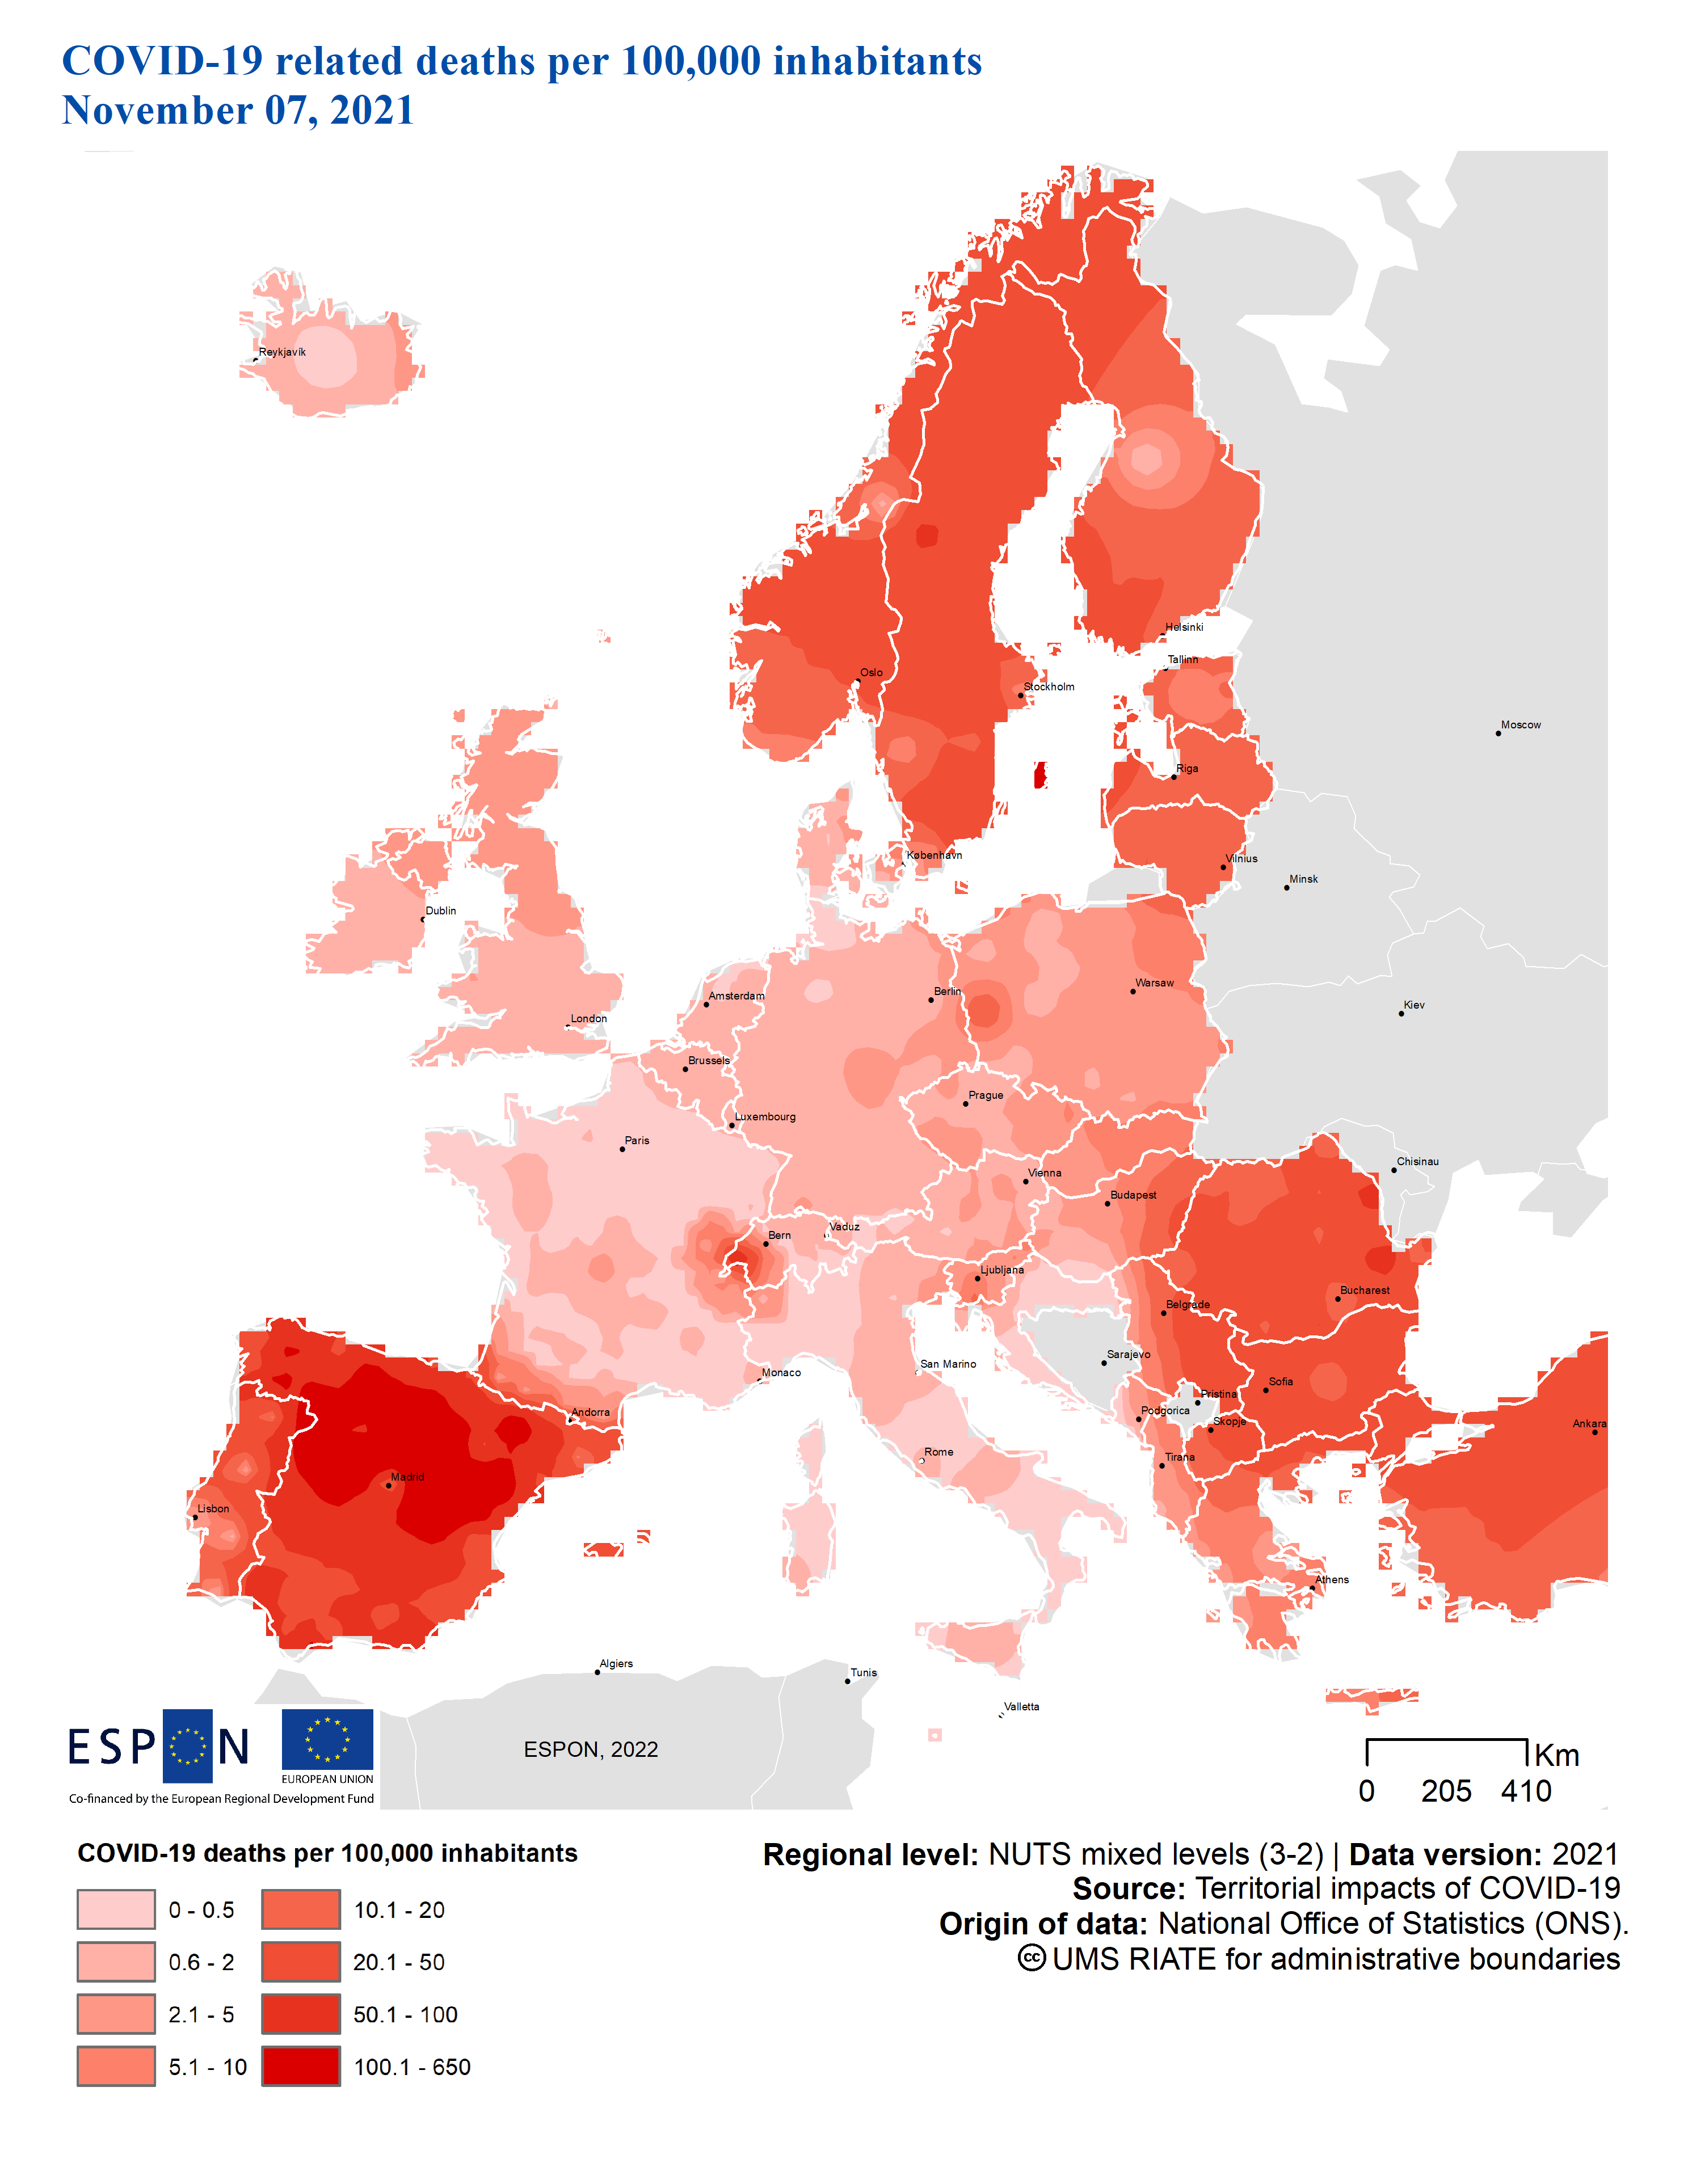 COVID-19 related deaths per 100,000 inhabitants
November 07, 2021
Reykjavík
Helsinki
Tallinn
Oslo
Stockholm
Moscow
Riga
København
Vilnius
Minsk
Dublin
Amsterdam
Berlin
Warsaw
London
Kiev
Brussels
Prague
Luxembourg
Paris
Chisinau
Vienna
Budapest
Bern
Vaduz
Ljubljana
Bucharest
Belgrade
Sarajevo
San Marino
Monaco
Sofia
Pristina
Andorra
Podgorica
Skopje
Ankara
Rome
Tirana
Madrid
Lisbon
Athens
Algiers
Tunis
Valletta
ESPON
EUROPEAN UNION
Co-financed by the European Regional Development Fund
ESPON, 2022
Km
0 205 410
COVID-19 deaths per 100,000 inhabitants
0 - 0.5
0.6 - 2
2.1 - 5
5.1 - 10
10.1 - 20
20.1 - 50
50.1 - 100
100.1 - 650
Regional level: NUTS mixed levels (3-2) | Data version: 2021
Source: Territorial impacts of COVID-19
Origin of data: National Office of Statistics (ONS).
cc UMS RIATE for administrative boundaries